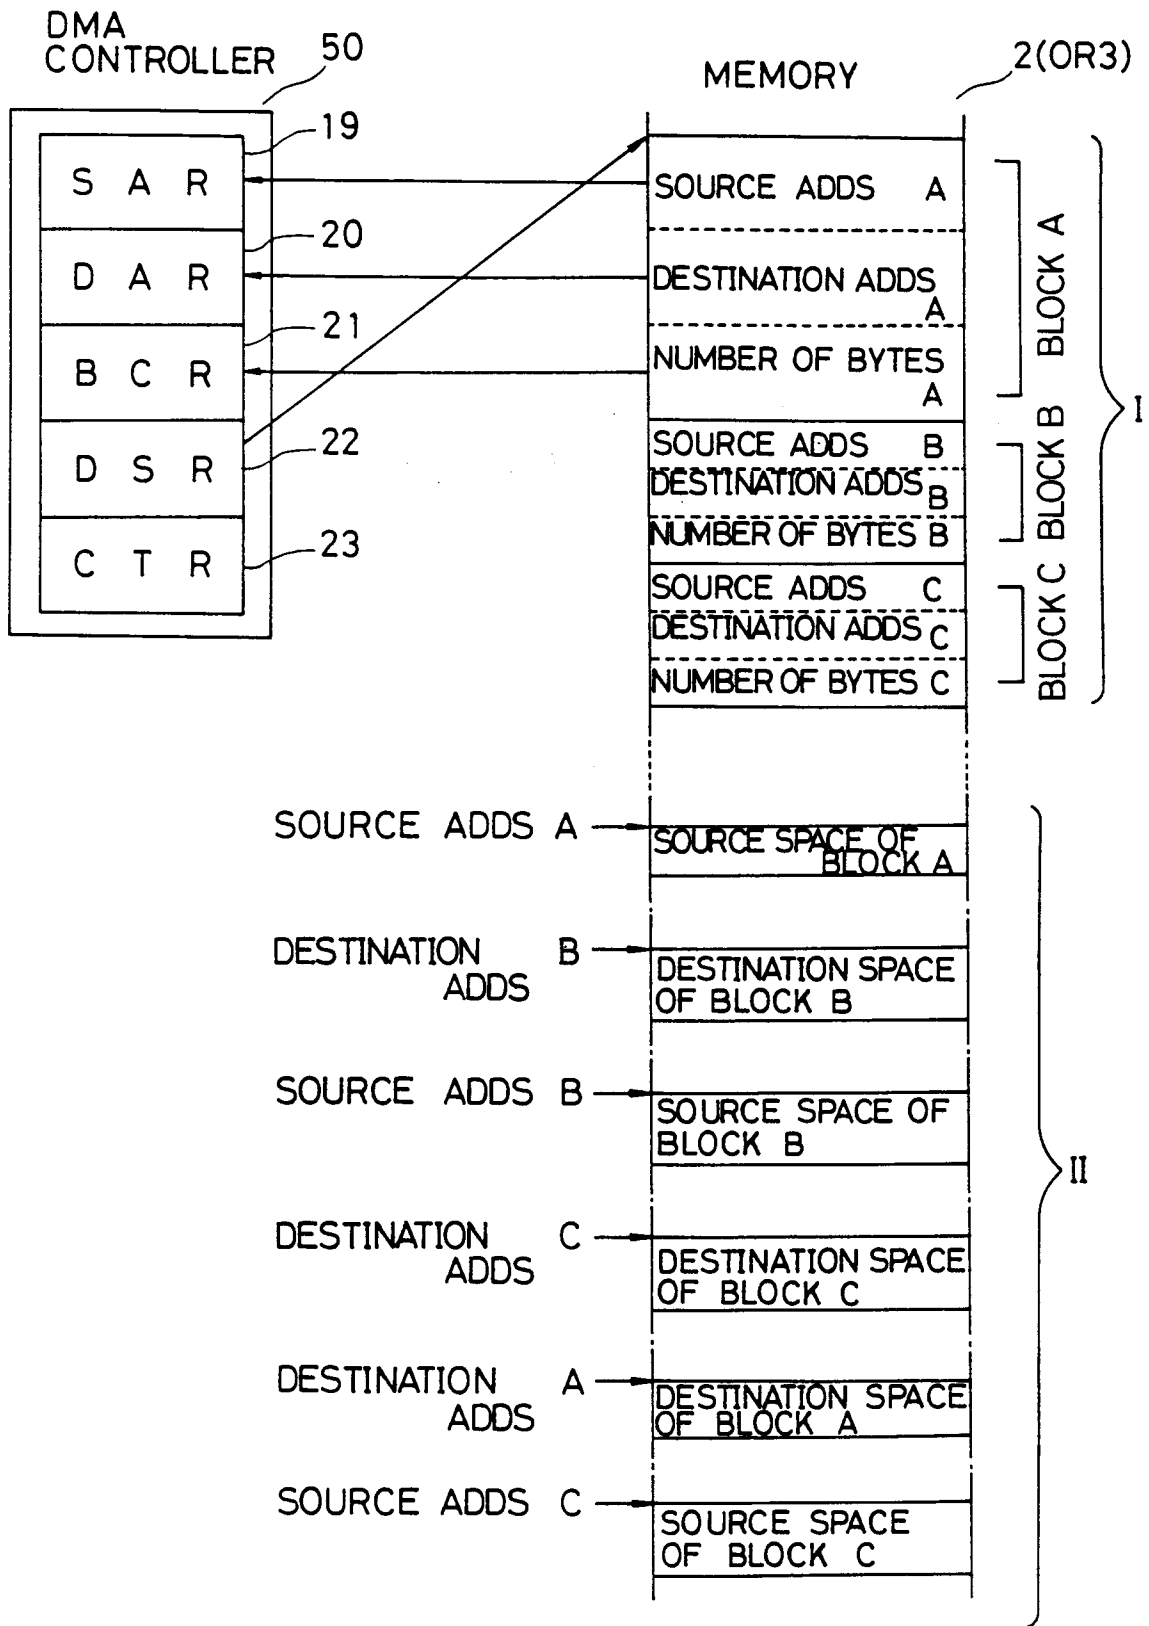 DMA
CONTROLLER
50
MEMORY
2(OR3)
S A R
19
D A R
20
B C R
21
D S R
22
C T R
23
SOURCE ADDS A
DESTINATION ADDS
A
NUMBER OF BYTES
A
SOURCE ADDS B
DESTINATION ADDS B
NUMBER OF BYTES B
SOURCE ADDS C
DESTINATION ADDS C
NUMBER OF BYTES C
BLOCK A
BLOCK B
BLOCK C
I
SOURCE ADDS A
SOURCE SPACE OF
BLOCK A
DESTINATION B
ADDS
DESTINATION SPACE
OF BLOCK B
SOURCE ADDS B
SOURCE SPACE OF
BLOCK B
II
DESTINATION C
ADDS
DESTINATION SPACE
OF BLOCK C
DESTINATION A
ADDS
DESTINATION SPACE
OF BLOCK A
SOURCE ADDS C
SOURCE SPACE
OF BLOCK C